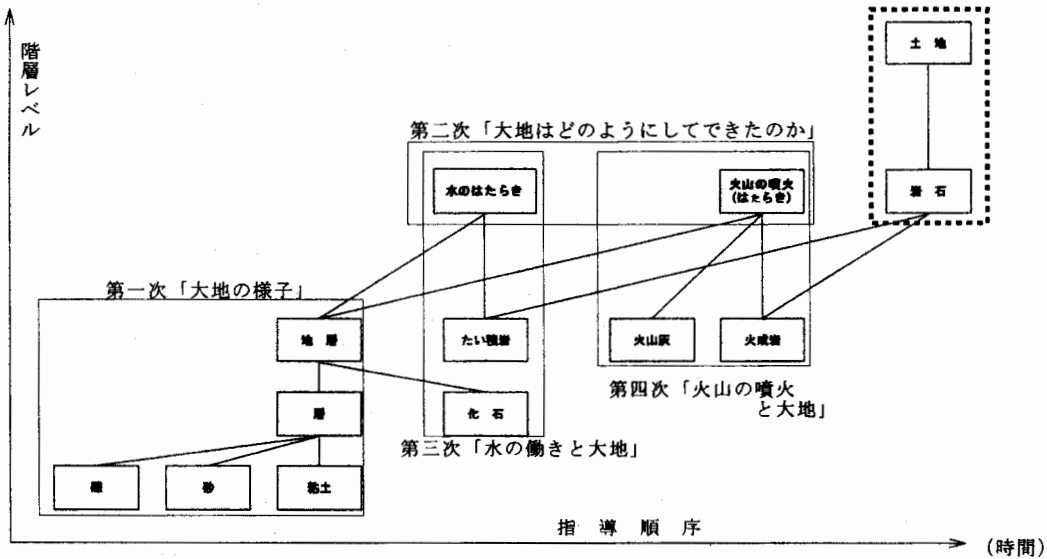 階層レベル
土地
第二次「大地はどのようにしてできたのか」
水のはたらき
火山の噴火
(はたらき)
岩石
第一次「大地の様子」
地層
たい積岩
火山灰
火成岩
第四次「火山の噴火
と大地」
層
化石
第三次「水の働きと大地」
礫
砂
粘土
指導順序
(時間)